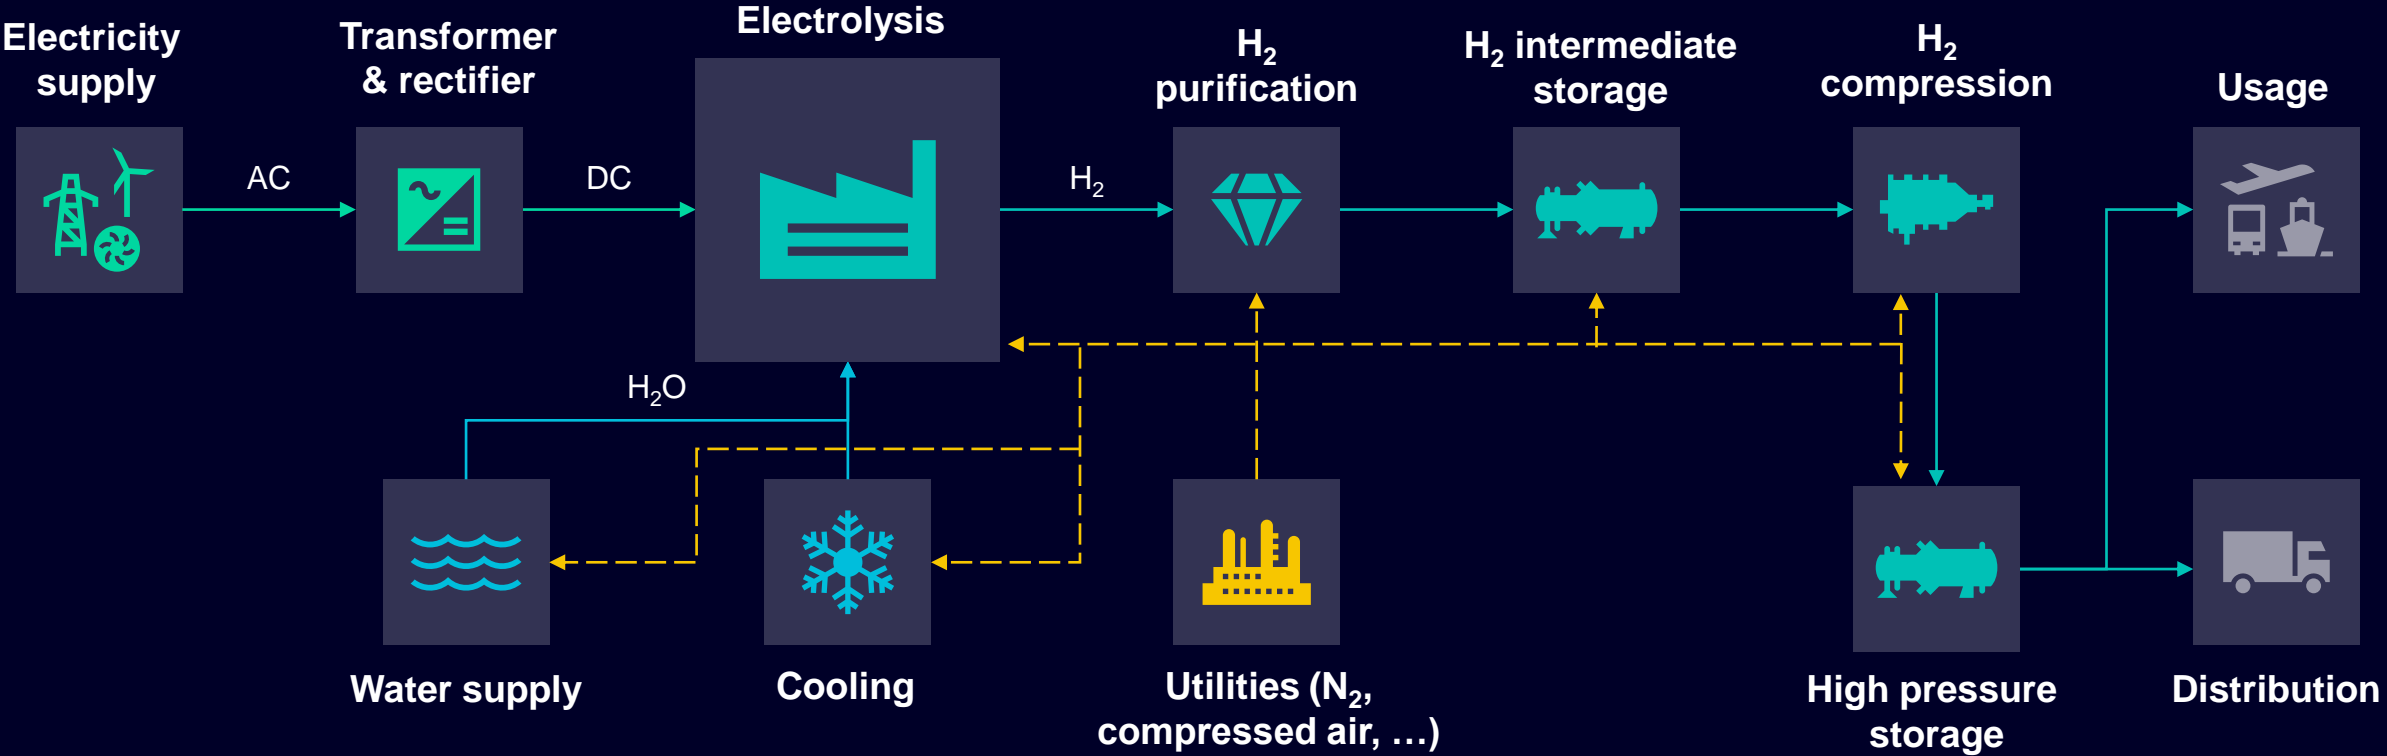 Electricity
supply
Transformer
& rectifier
Electrolysis
H₂
purification
H₂ intermediate
storage
H₂
compression
Usage
AC
DC
H₂
H₂O
Water supply
Cooling
Utilities (N₂,
compressed air, …)
High pressure
storage
Distribution